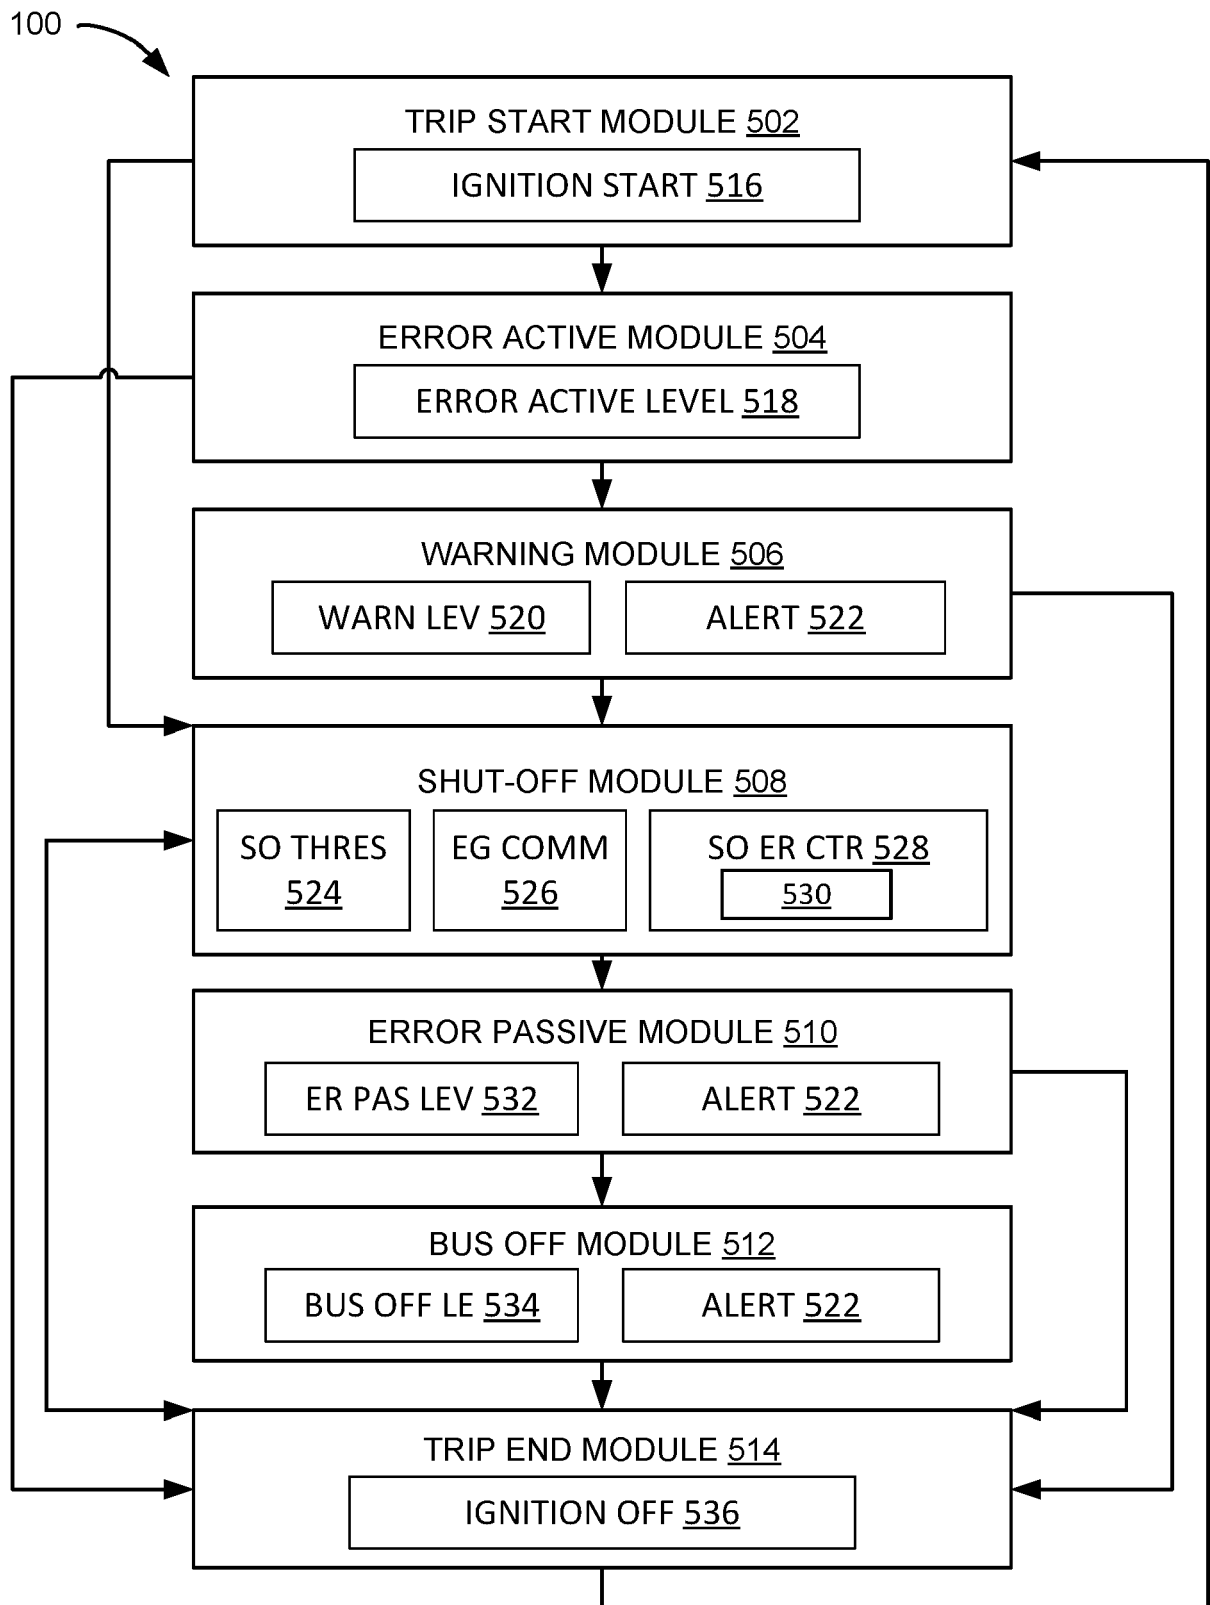 100
TRIP START MODULE 502
IGNITION START 516
ERROR ACTIVE MODULE 504
ERROR ACTIVE LEVEL 518
WARNING MODULE 506
WARN LEV 520
ALERT 522
SHUT-OFF MODULE 508
SO THRES
524
EG COMM
526
SO ER CTR 528
530
ERROR PASSIVE MODULE 510
ER PAS LEV 532
ALERT 522
BUS OFF MODULE 512
BUS OFF LE 534
ALERT 522
TRIP END MODULE 514
IGNITION OFF 536